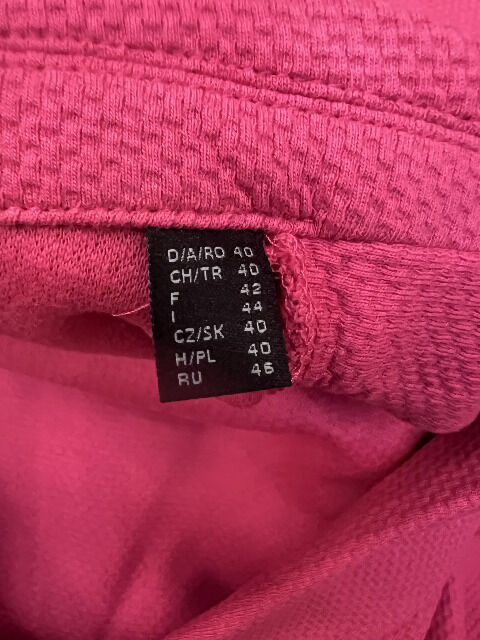 D/A/RO 40
CH/TR 40
F 42
I 44
CZ/SK 40
H/PL 40
RU 46